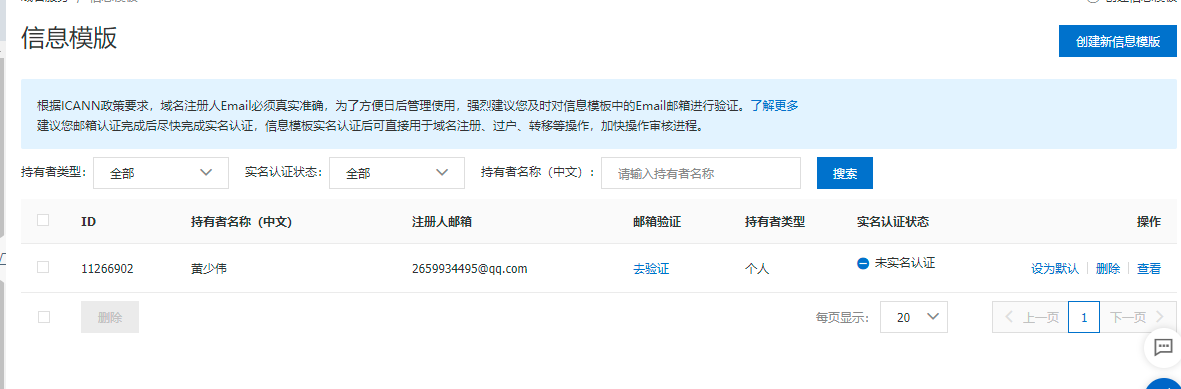 信息模版
创建新信息模版
根据ICANN政策要求，域名注册人Email必须真实准确，为了方便日后管理使用，强烈建议您及时对信息模板中的Email邮箱进行验证。了解更多
建议您邮箱认证完成后尽快完成实名认证，信息模板实名认证后可直接用于域名注册、过户、转移等操作，加快操作审核进程。
持有者类型： 全部 实名认证状态： 全部 持有者名称（中文）： 请输入持有者名称 搜索
ID 持有者名称（中文） 注册人邮箱 邮箱验证 持有者类型 实名认证状态 操作
11266902 黄少伟 2659934495@qq.com 去验证 个人 未实名认证 设为默认 删除 查看
删除 每页显示： 20 上一页 1 下一页